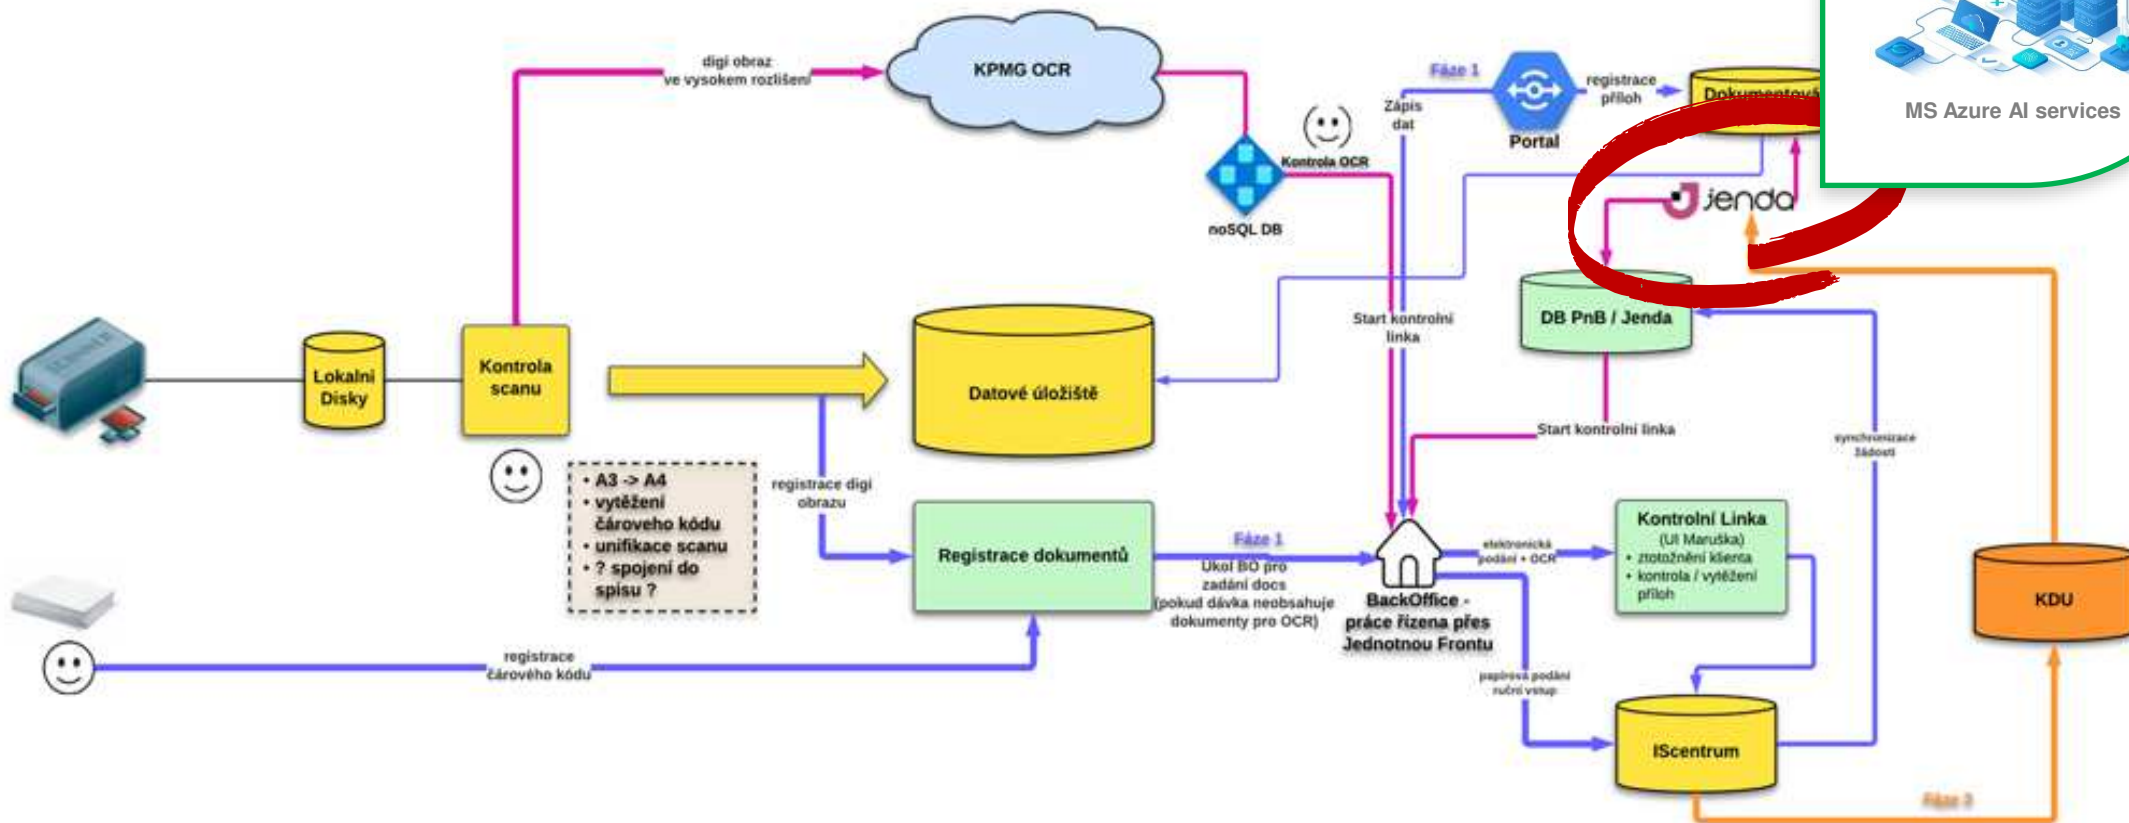 digi obraz
ve vysokem rozlišení
KPMG OCR
Fáze 1
Zápis
dat
registrace
příloh
Portal
MS Azure AI services
Kontrola OCR
noSQL DB
jenda
SCANNER
Lokalni
Disky
Kontrola
scanu
Datové úložiště
Start kontrolní
linka
DB PnB / Jenda
Start kontrolní linka
synchronizace
žádostí
• A3 -> A4
• vytěžení
čároveho kódu
• unifikace scanu
• ? spojení do
spisu ?
registrace digi
obrazu
Registrace dokumentů
Fáze 1
Ukol BO pro
zadání docs
(pokud dávka neobsahuje
dokumenty pro OCR)
elektronická
podání + OCR
BackOffice -
práce řízena přes
Jednotnou Frontu
Kontrolní Linka
(UI Maruška)
• ztotožnění klienta
• kontrola / vytěžení
příloh
KDU
registrace
čárového kódu
papírová podání
ruční vstup
IScentrum